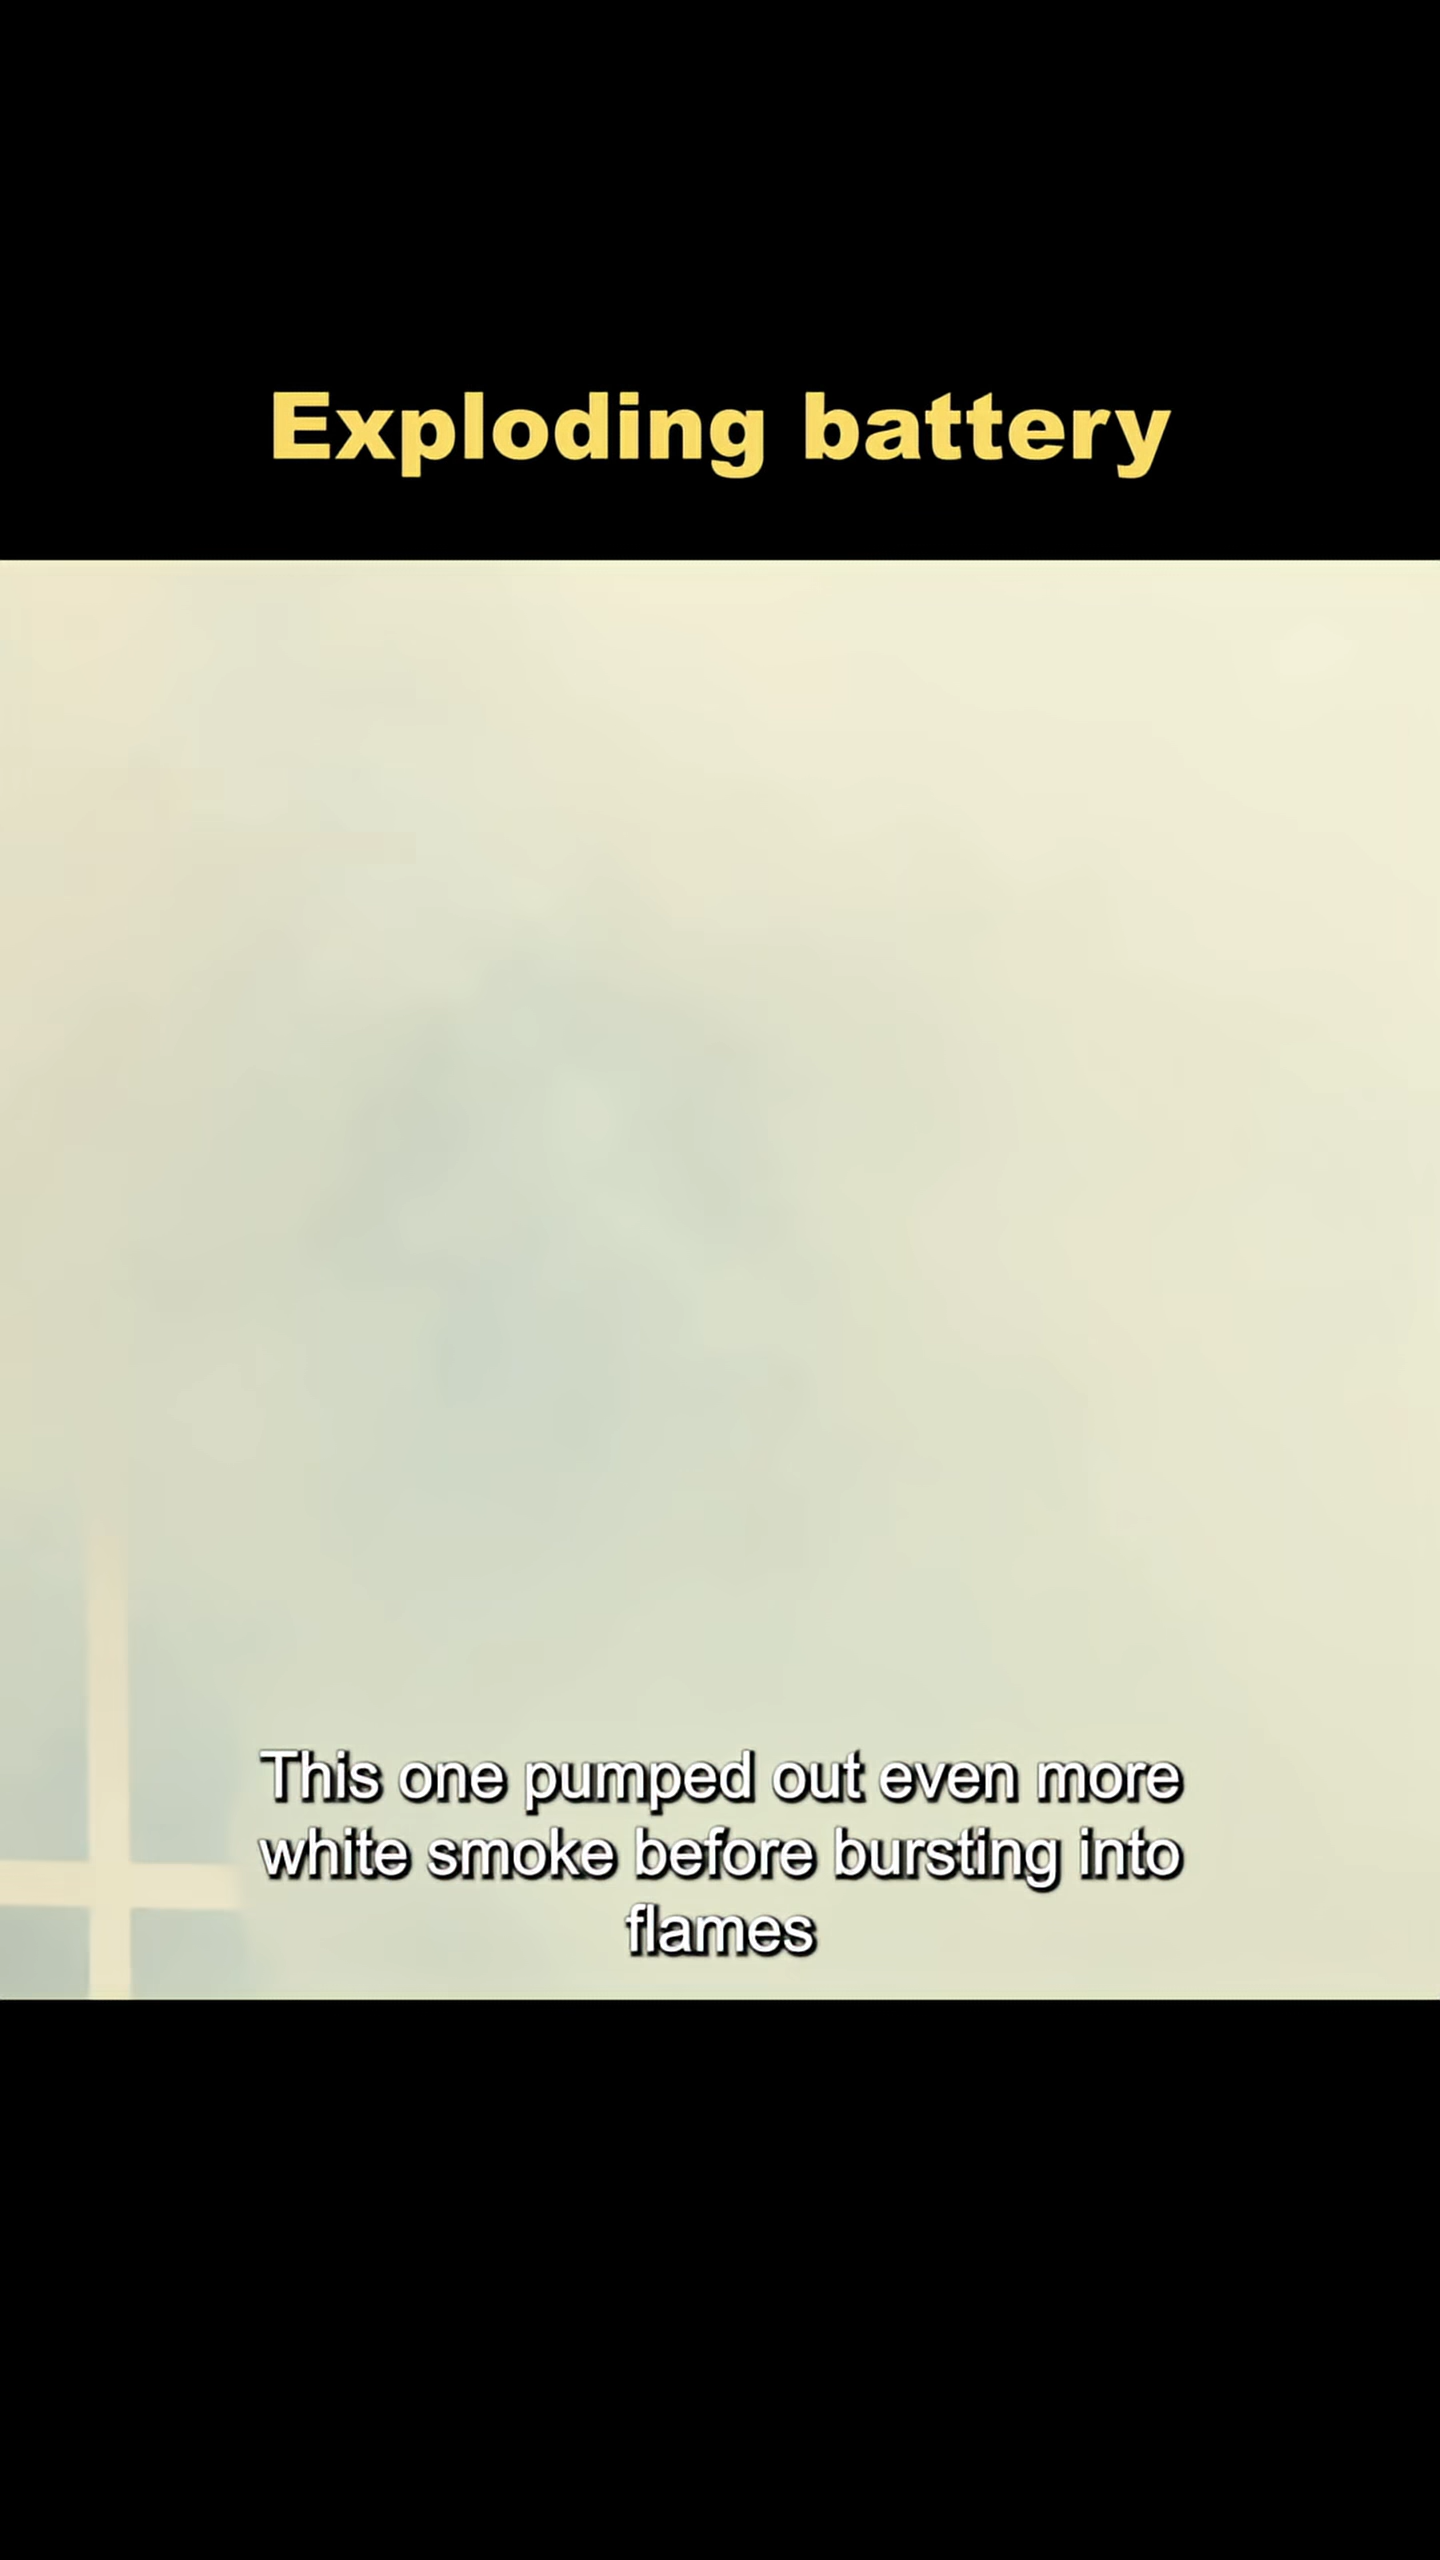 Exploding battery
This one pumped out even more
white smoke before bursting into
flames